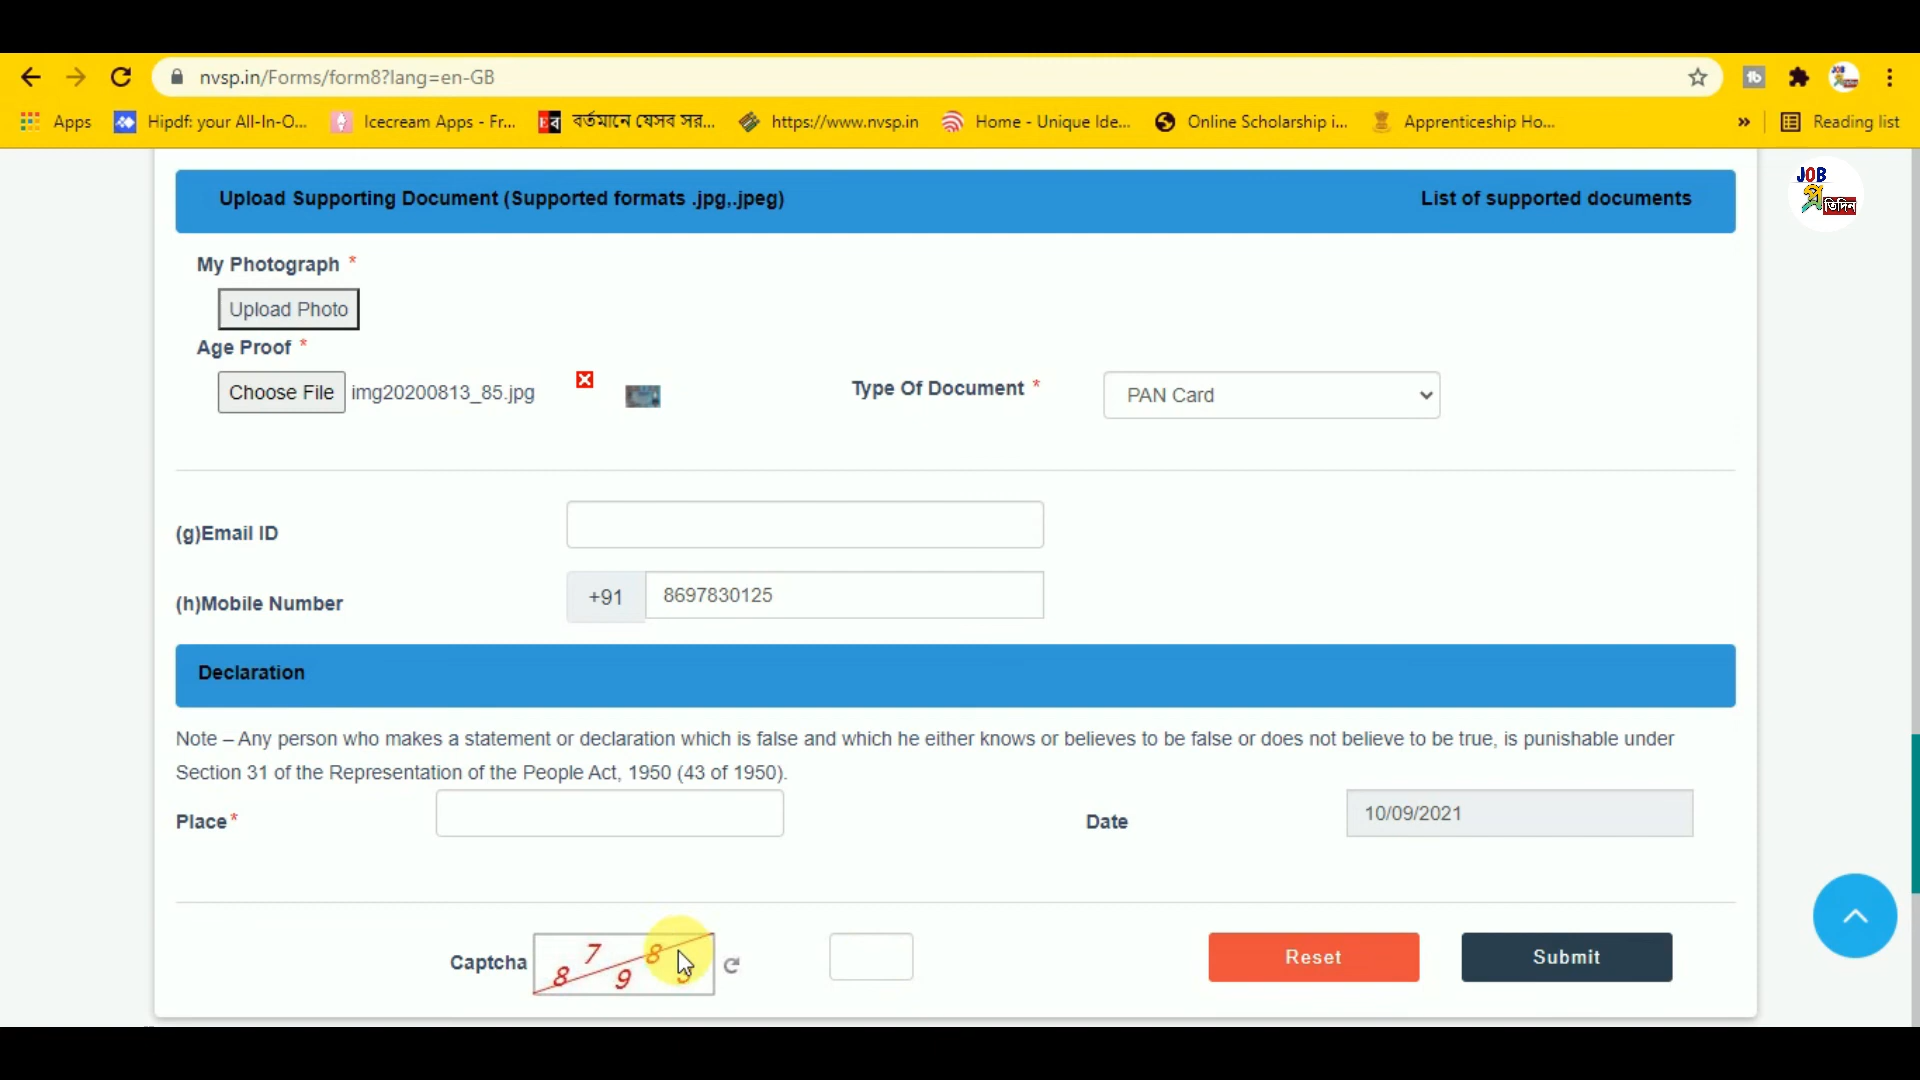 nvsp.in/Forms/form8?lang=en-GB
Apps Hipdf: your All-In-O... Icecream Apps - Fr... বর্তমানে যেসব সর... https://www.nvsp.in Home - Unique Ide... Online Scholarship i... Apprenticeship Ho... » Reading list
JOB
প্রতিদিন
Upload Supporting Document (Supported formats .jpg,.jpeg) List of supported documents
My Photograph *
Upload Photo
Age Proof *
Choose File img20200813_85.jpg Type Of Document * PAN Card
(g)Email ID
(h)Mobile Number +91 8697830125
Declaration
Note – Any person who makes a statement or declaration which is false and which he either knows or believes to be false or does not believe to be true, is punishable under
Section 31 of the Representation of the People Act, 1950 (43 of 1950).
Place* Date 10/09/2021
Captcha 8 7 9 8 Reset Submit